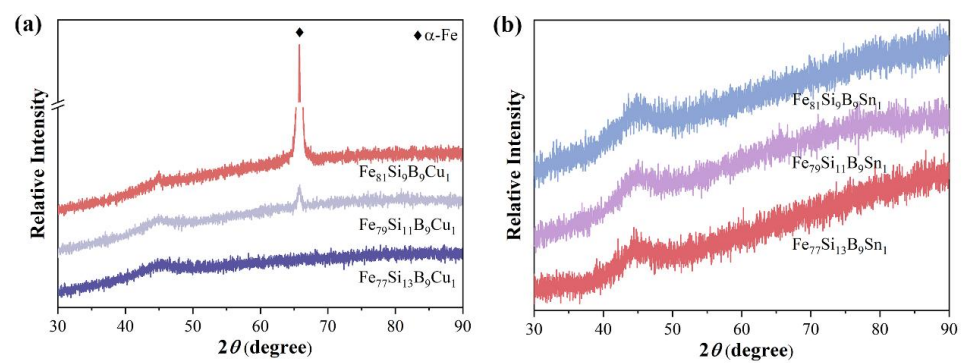 (a)
◆α-Fe
Relative Intensity
Fe₈₁Si₉B₉Cu₁
Fe₇₉Si₁₁B₉Cu₁
Fe₇₇Si₁₃B₉Cu₁
30 40 50 60 70 80 90
2θ (degree)
(b)
Relative Intensity
Fe₈₁Si₉B₉Sn₁
Fe₇₉Si₁₁B₉Sn₁
Fe₇₇Si₁₃B₉Sn₁
30 40 50 60 70 80 90
2θ (degree)